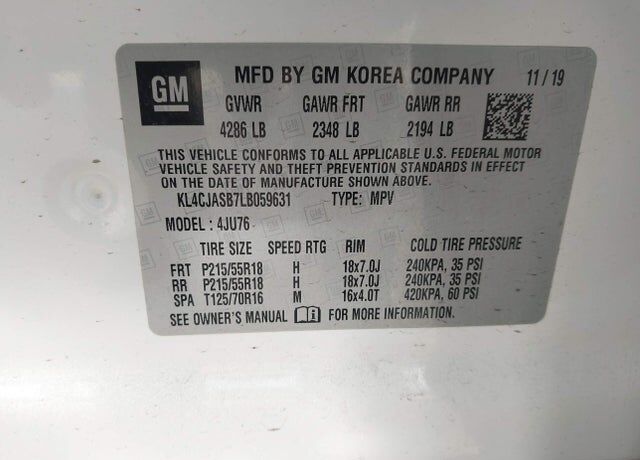 GM MFD BY GM KOREA COMPANY 11/19
GVWR GAWR FRT GAWR RR
4286 LB 2348 LB 2194 LB
THIS VEHICLE CONFORMS TO ALL APPLICABLE U.S. FEDERAL MOTOR
VEHICLE SAFETY AND THEFT PREVENTION STANDARDS IN EFFECT
ON THE DATE OF MANUFACTURE SHOWN ABOVE.
KL4CJASB7LB059631 TYPE: MPV
MODEL : 4JU76
TIRE SIZE SPEED RTG RIM COLD TIRE PRESSURE
FRT P215/55R18 H 18x7.0J 240KPA, 35 PSI
RR P215/55R18 H 18x7.0J 240KPA, 35 PSI
SPA T125/70R16 M 16x4.0T 420KPA, 60 PSI
SEE OWNER'S MANUAL FOR MORE INFORMATION.